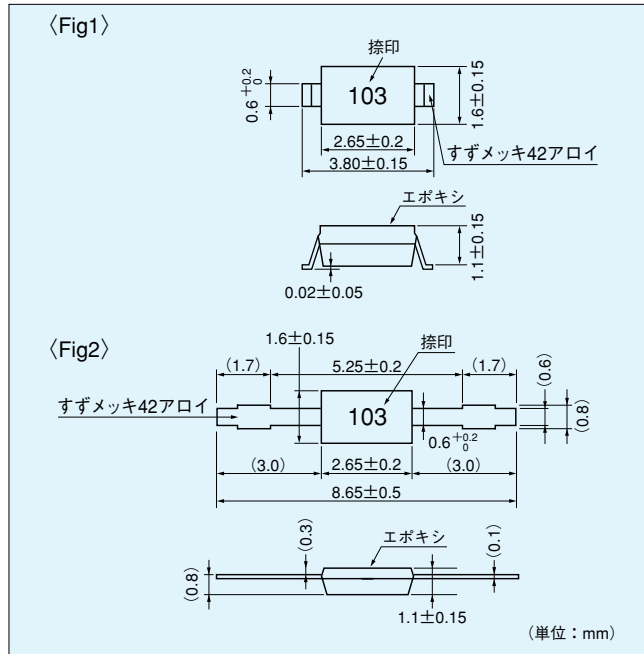 〈Fig1〉
捺印
103
0.6 +0.2 0
1.6±0.15
2.65±0.2
3.80±0.15
すずメッキ42アロイ
エポキシ
1.1±0.15
0.02±0.05
〈Fig2〉
1.6±0.15
捺印
(1.7)
5.25±0.2
(1.7)
(0.6)
(0.8)
すずメッキ42アロイ
103
0.6 +0.2 0
(3.0)
2.65±0.2
(3.0)
8.65±0.5
(0.3)
エポキシ
(0.1)
(0.8)
1.1±0.15
(単位：mm)